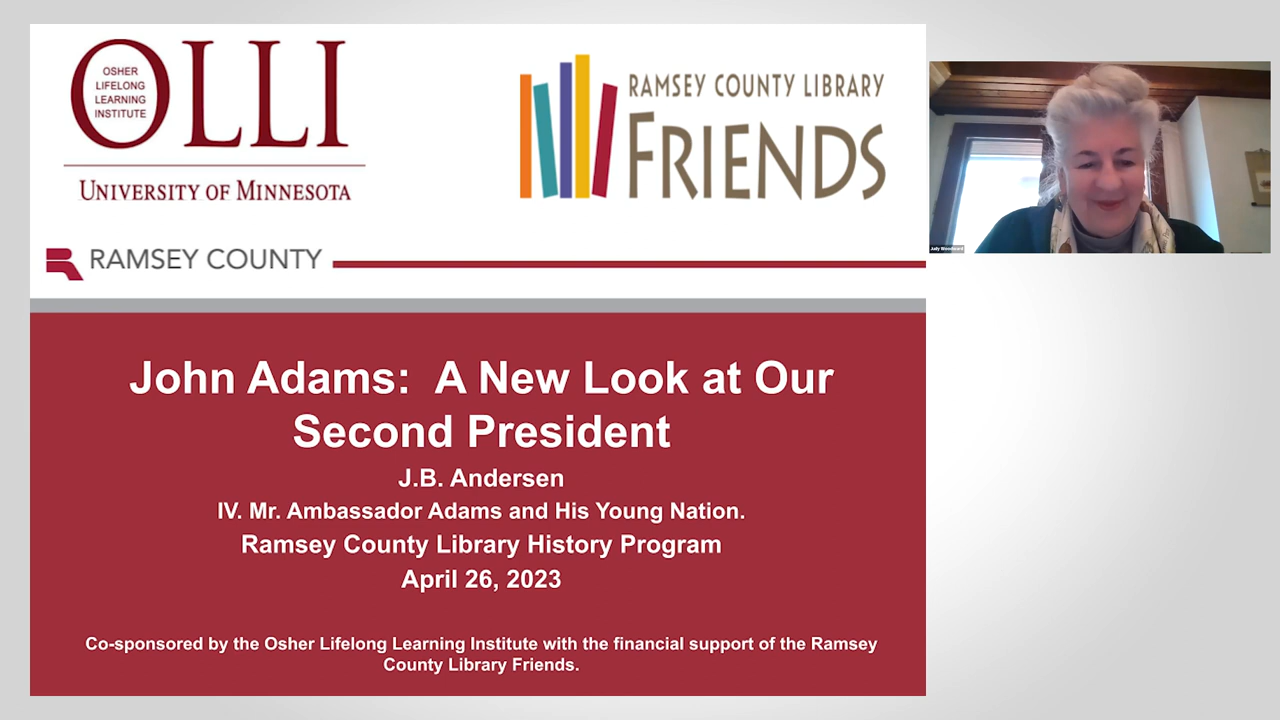 OLLI
OSHER
LIFELONG
LEARNING
INSTITUTE
UNIVERSITY OF MINNESOTA
RAMSEY COUNTY LIBRARY
FRIENDS
RAMSEY COUNTY
Judy Woodward
John Adams: A New Look at Our
Second President
J.B. Andersen
IV. Mr. Ambassador Adams and His Young Nation.
Ramsey County Library History Program
April 26, 2023
Co-sponsored by the Osher Lifelong Learning Institute with the financial support of the Ramsey
County Library Friends.